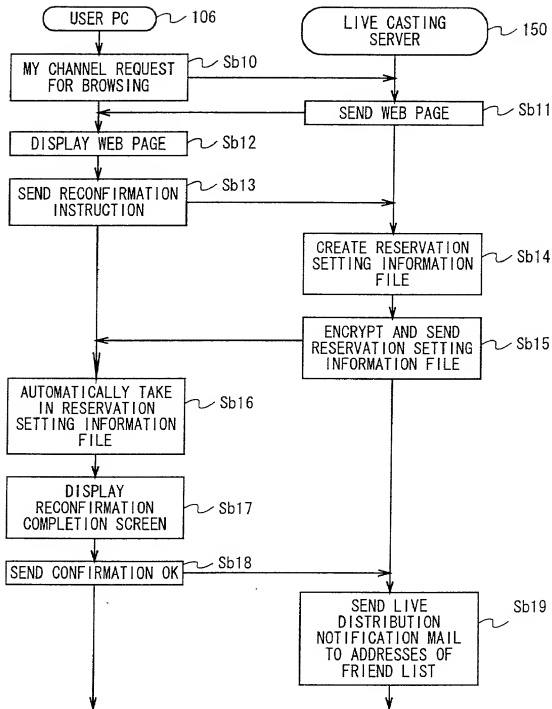 USER PC
106
LIVE CASTING
SERVER
150
MY CHANNEL REQUEST
FOR BROWSING
Sb10
SEND WEB PAGE
Sb11
DISPLAY WEB PAGE
Sb12
SEND RECONFIRMATION
INSTRUCTION
Sb13
CREATE RESERVATION
SETTING INFORMATION
FILE
Sb14
ENCRYPT AND SEND
RESERVATION SETTING
INFORMATION FILE
Sb15
AUTOMATICALLY TAKE
IN RESERVATION
SETTING INFORMATION
FILE
Sb16
DISPLAY
RECONFIRMATION
COMPLETION SCREEN
Sb17
SEND CONFIRMATION OK
Sb18
SEND LIVE
DISTRIBUTION
NOTIFICATION MAIL
TO ADDRESSES OF
FRIEND LIST
Sb19